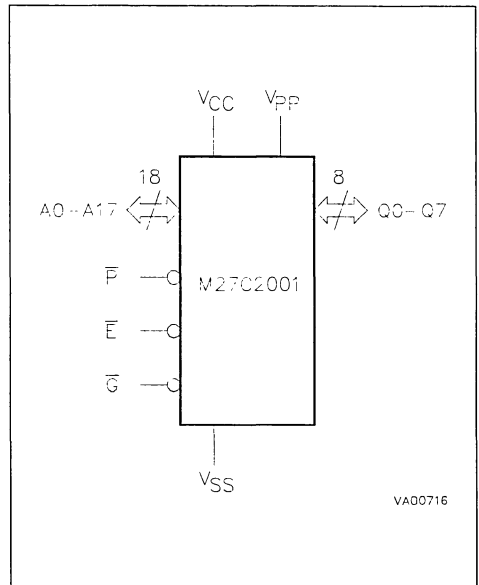 VCC VPP
18 8
A0-A17 Q0-Q7
P̅
M27C2001
E̅
G̅
VSS
VA00716